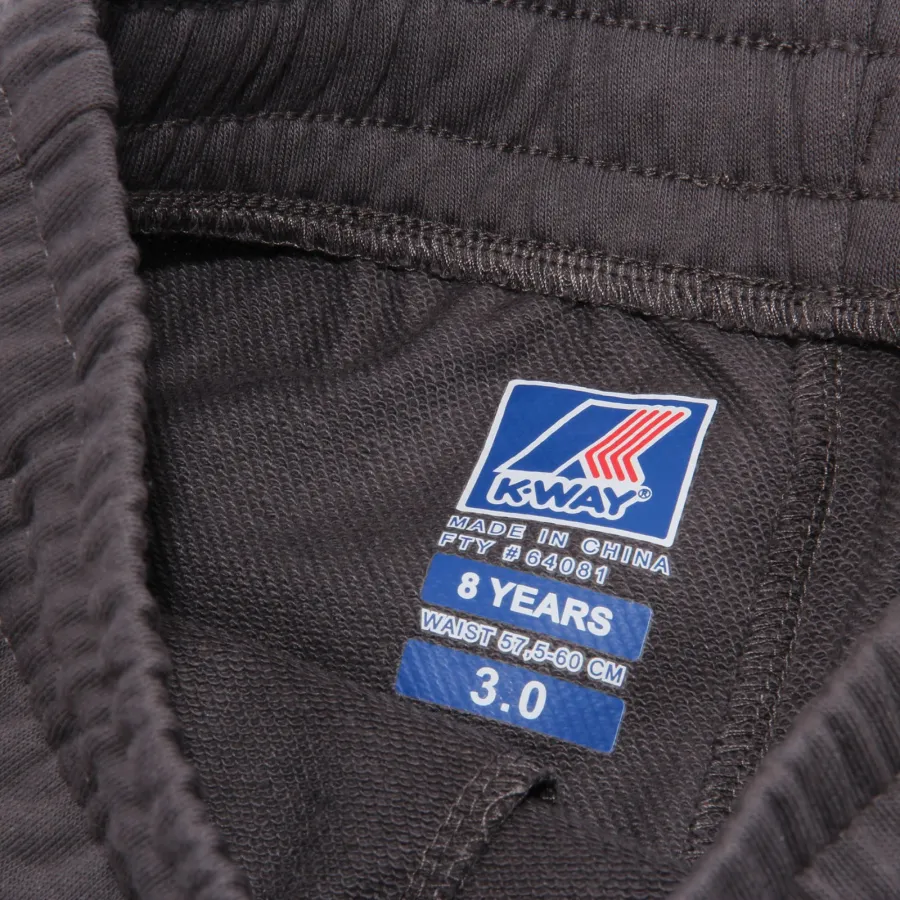 K·WAY®
MADE IN CHINA
FTY # 64081
8 YEARS
WAIST 57,5-60 CM
3.0